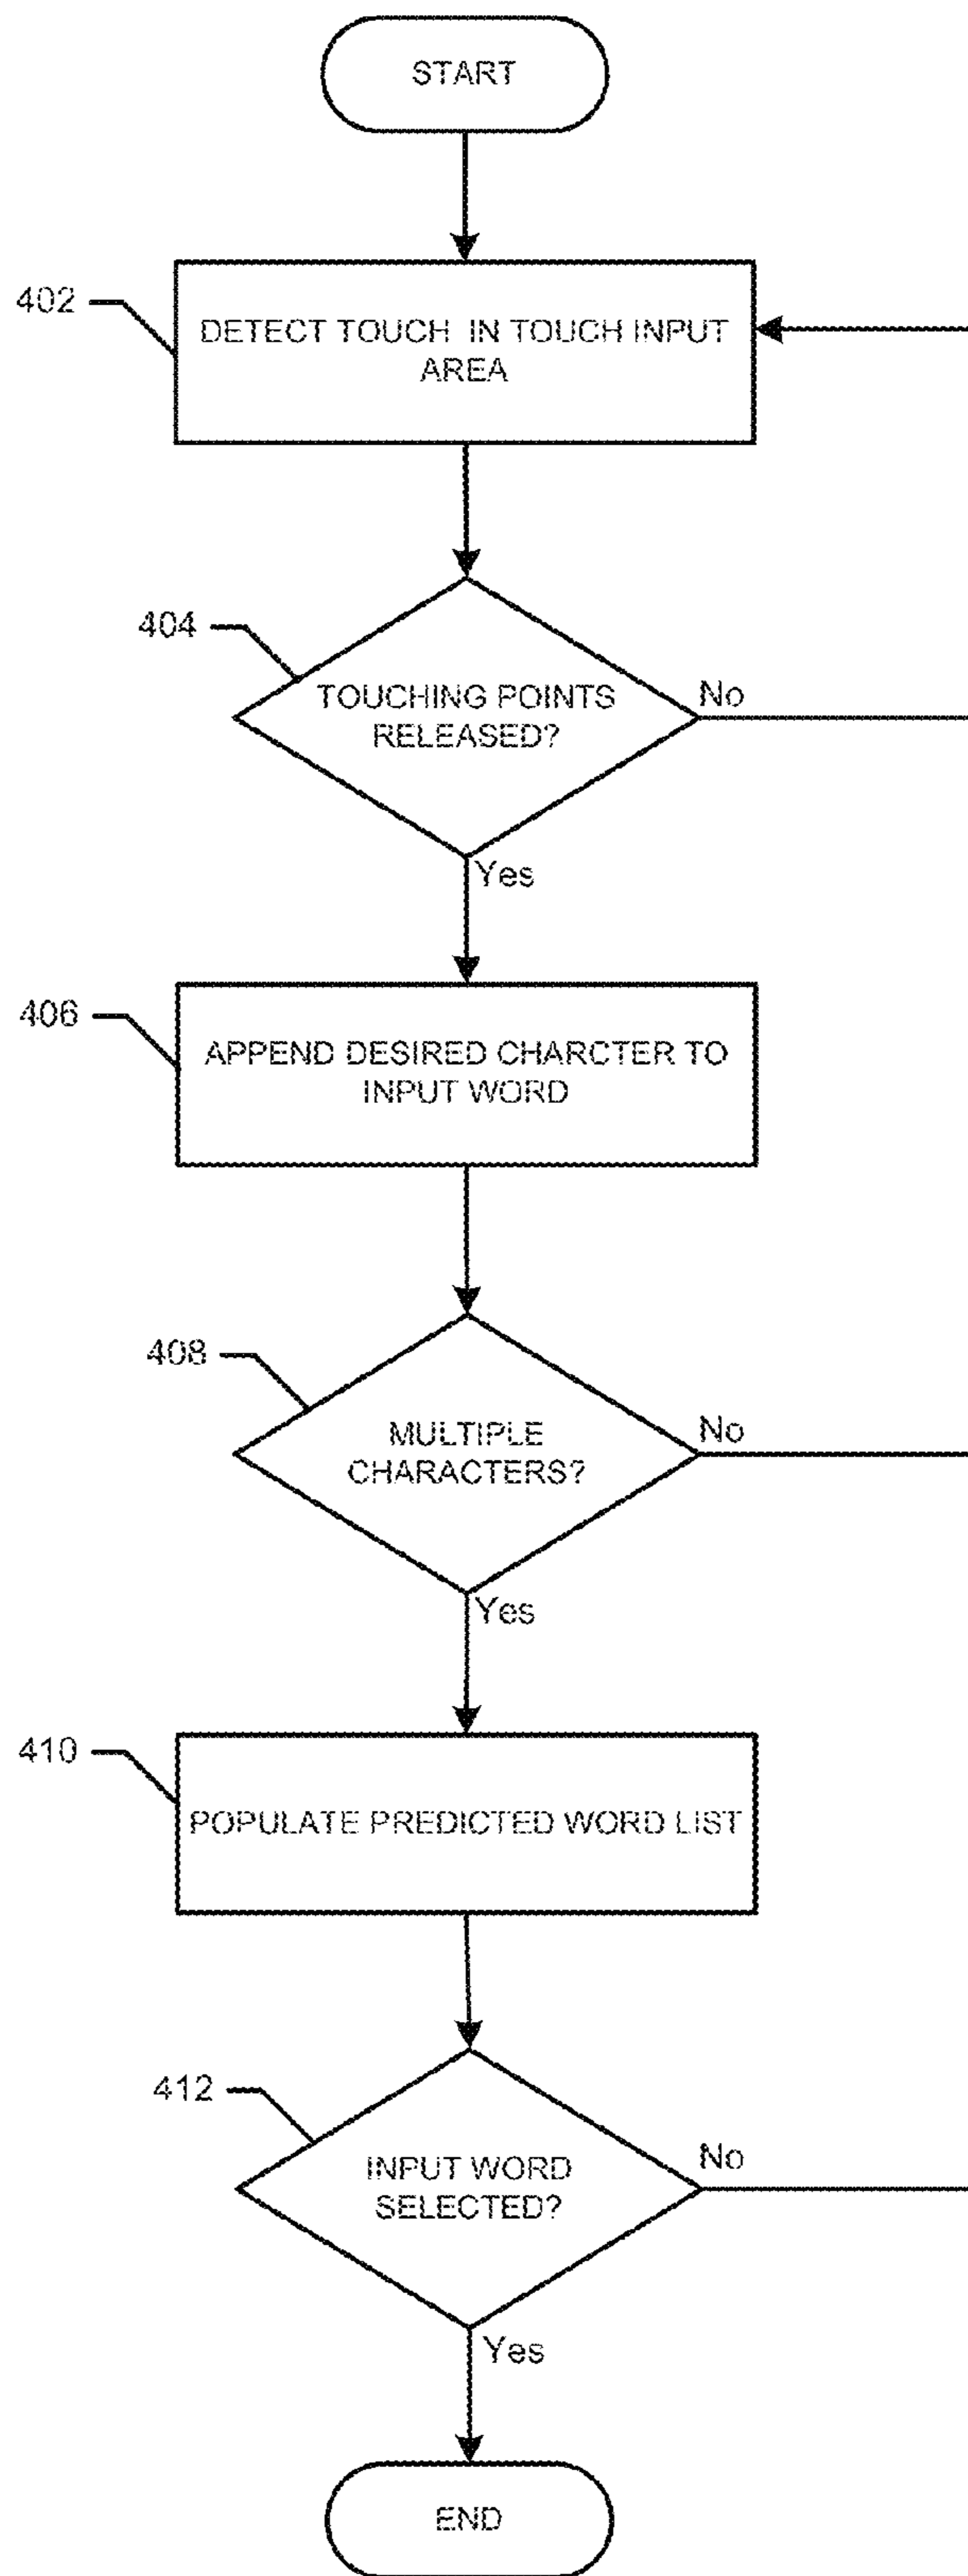 START
402
DETECT TOUCH IN TOUCH INPUT
AREA
404
TOUCHING POINTS
RELEASED?
No
Yes
406
APPEND DESIRED CHARCTER TO
INPUT WORD
408
MULTIPLE
CHARACTERS?
No
Yes
410
POPULATE PREDICTED WORD LIST
412
INPUT WORD
SELECTED?
No
Yes
END